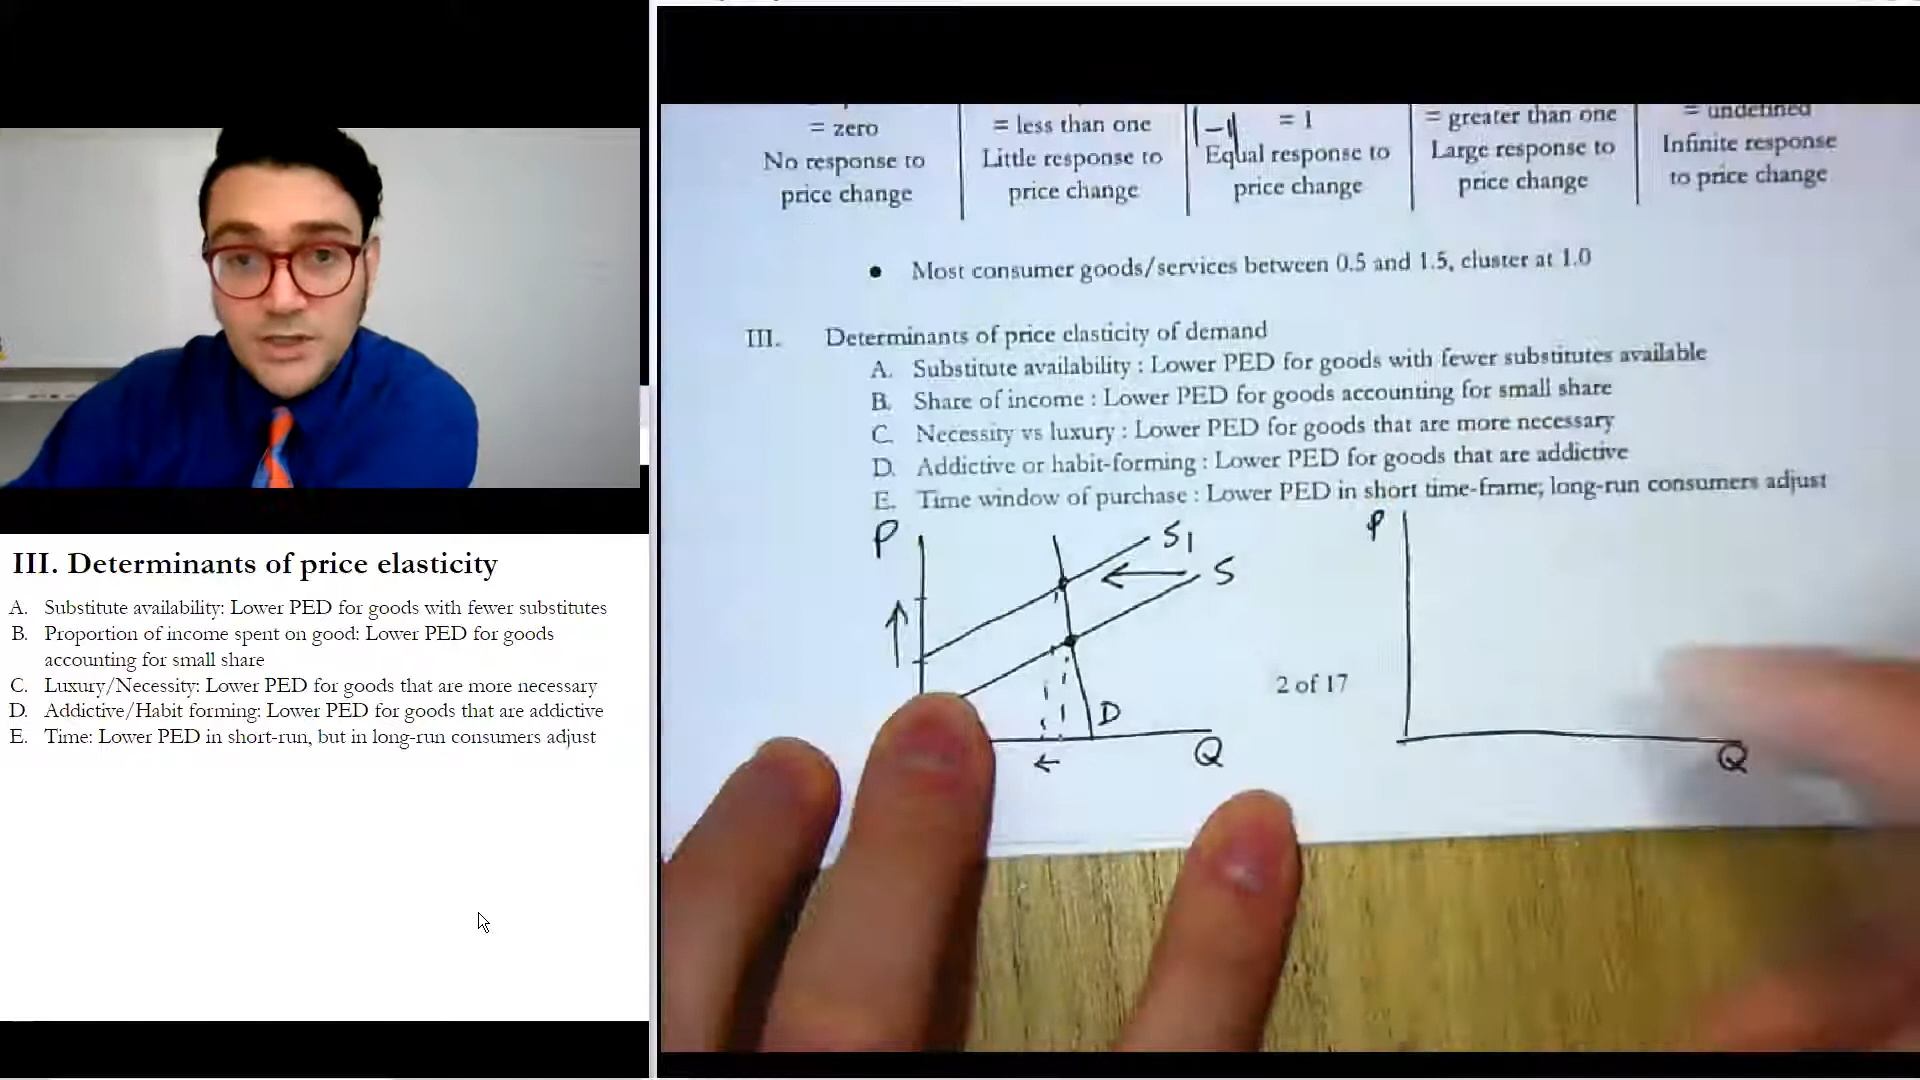 III. Determinants of price elasticity
A. Substitute availability: Lower PED for goods with fewer substitutes
B. Proportion of income spent on good: Lower PED for goods
accounting for small share
C. Luxury/Necessity: Lower PED for goods that are more necessary
D. Addictive/Habit forming: Lower PED for goods that are addictive
E. Time: Lower PED in short-run, but in long-run consumers adjust
= zero
No response to
price change
= less than one
Little response to
price change
|-1| = 1
Equal response to
price change
= greater than one
Large response to
price change
= undefined
Infinite response
to price change
• Most consumer goods/services between 0.5 and 1.5, cluster at 1.0
III. Determinants of price elasticity of demand
A. Substitute availability : Lower PED for goods with fewer substitutes available
B. Share of income : Lower PED for goods accounting for small share
C. Necessity vs luxury : Lower PED for goods that are more necessary
D. Addictive or habit-forming : Lower PED for goods that are addictive
E. Time window of purchase : Lower PED in short time-frame; long-run consumers adjust
P
S1
S
D
Q
2 of 17
P
Q